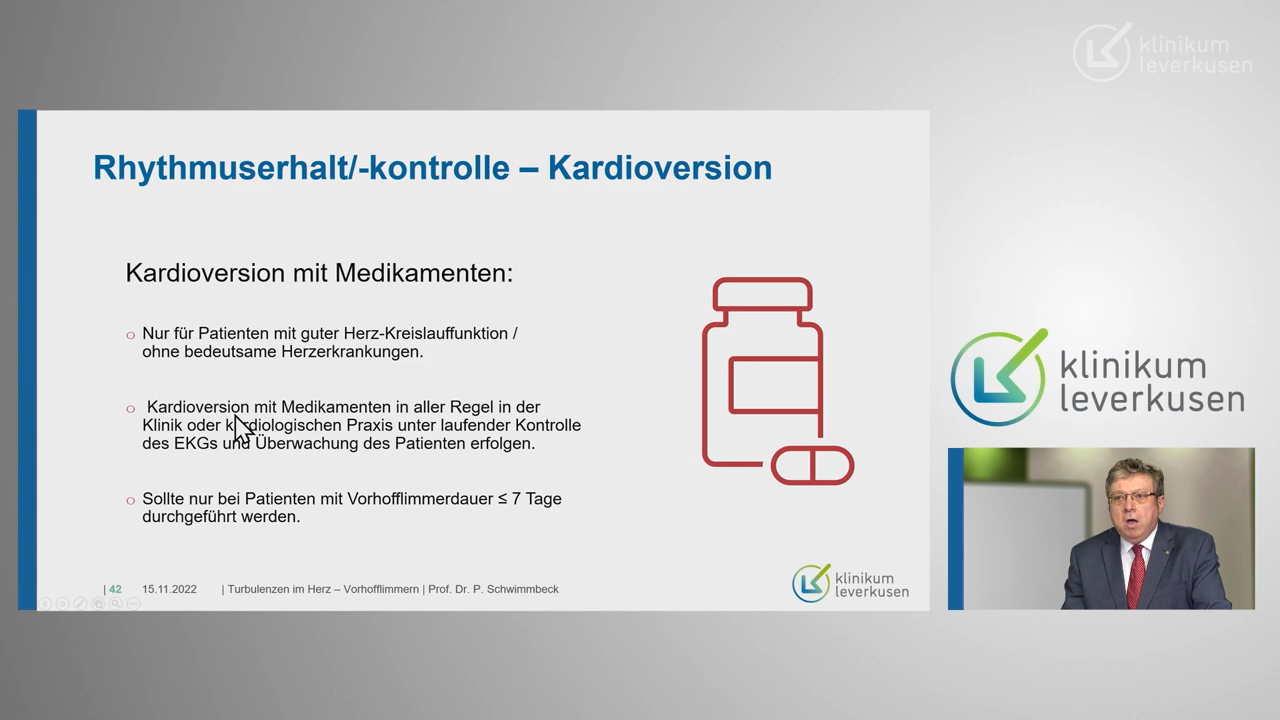 klinikum
leverkusen
Rhythmuserhalt/-kontrolle – Kardioversion
Kardioversion mit Medikamenten:
o Nur für Patienten mit guter Herz-Kreislauffunktion /
ohne bedeutsame Herzerkrankungen.
o Kardioversion mit Medikamenten in aller Regel in der
Klinik oder kardiologischen Praxis unter laufender Kontrolle
des EKGs und Überwachung des Patienten erfolgen.
o Sollte nur bei Patienten mit Vorhofflimmerdauer ≤ 7 Tage
durchgeführt werden.
| 42 15.11.2022 | Turbulenzen im Herz – Vorhofflimmern | Prof. Dr. P. Schwimmbeck
klinikum
leverkusen
klinikum
leverkusen